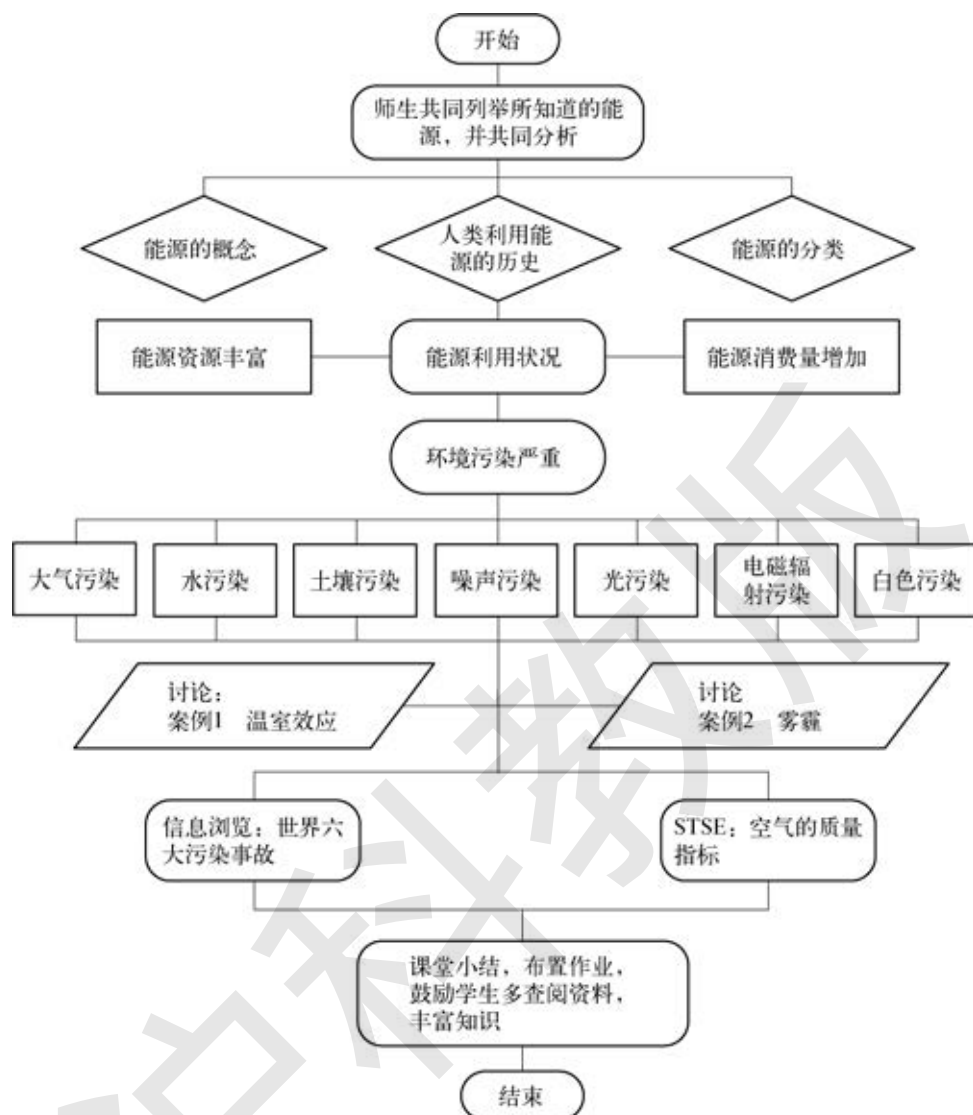 开始
师生共同列举所知道的能
源，并共同分析
能源的概念
人类利用能
源的历史
能源的分类
能源资源丰富
能源利用状况
能源消费量增加
环境污染严重
大气污染
水污染
土壤污染
噪声污染
光污染
电磁辐
射污染
白色污染
讨论：
案例1 温室效应
讨论
案例2 雾霾
信息浏览：世界六
大污染事故
STSE：空气的质量
指标
课堂小结，布置作业，
鼓励学生多查阅资料，
丰富知识
结束
沪科教版